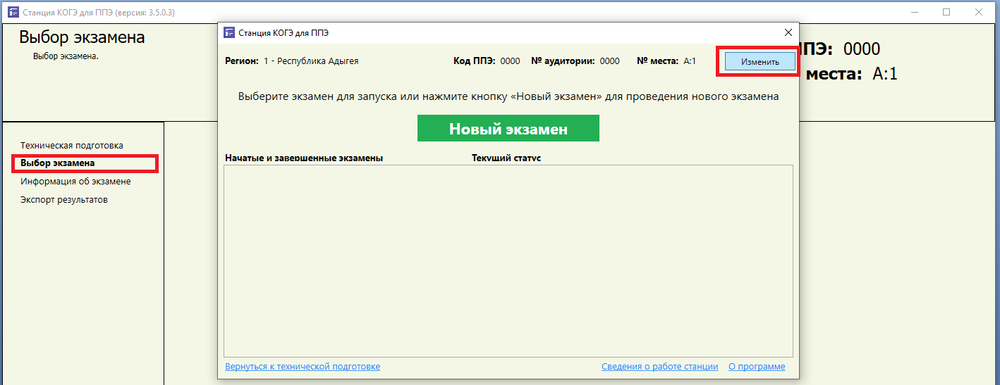 Станция КОГЭ для ППЭ (версия: 3.5.0.3)
Выбор экзамена
Выбор экзамена.
ПЭ: 0000
места: А:1
Техническая подготовка
Выбор экзамена
Информация об экзамене
Экспорт результатов
Станция КОГЭ для ППЭ
Регион: 1 - Республика Адыгея Код ППЭ: 0000 № аудитории: 0000 № места: А:1 Изменить
Выберите экзамен для запуска или нажмите кнопку «Новый экзамен» для проведения нового экзамена
Новый экзамен
Начатые и завершенные экзамены Текущий статус
Вернуться к технической подготовке Сведения о работе станции О программе